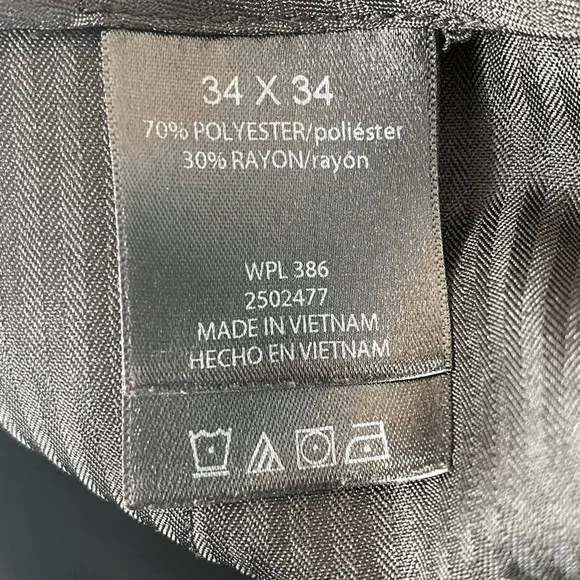 34 X 34
70% POLYESTER/poliéster
30% RAYON/rayón
WPL 386
2502477
MADE IN VIETNAM
HECHO EN VIETNAM